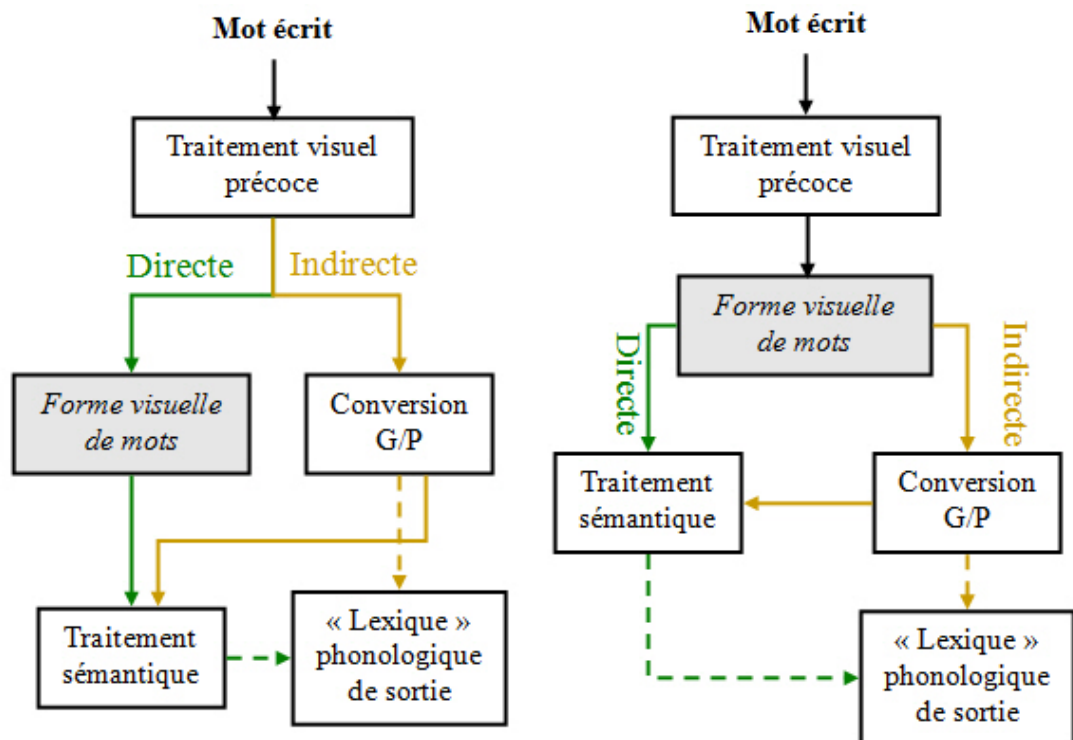 Mot écrit
Traitement visuel
précoce
Directe
Indirecte
Forme visuelle
de mots
Conversion
G/P
Traitement
sémantique
« Lexique »
phonologique
de sortie
Mot écrit
Traitement visuel
précoce
Forme visuelle
de mots
Directe
Indirecte
Traitement
sémantique
Conversion
G/P
« Lexique »
phonologique
de sortie